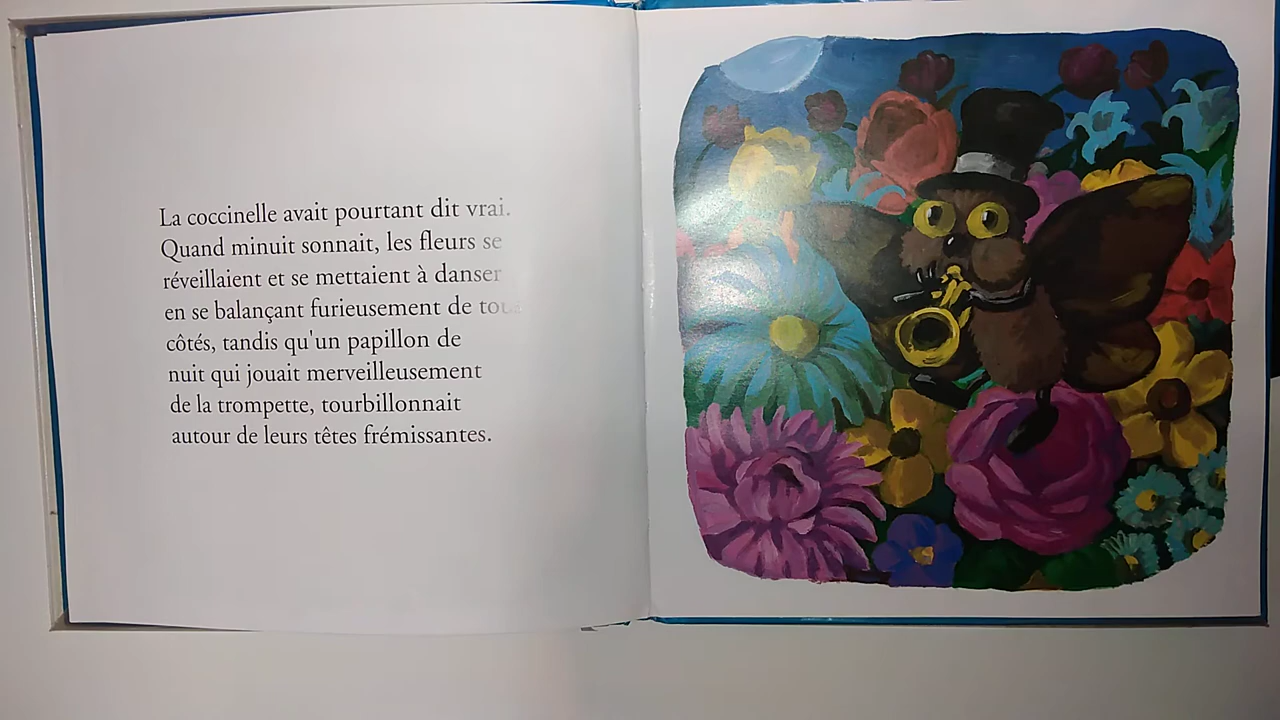 La coccinelle avait pourtant dit vrai.
Quand minuit sonnait, les fleurs se
réveillaient et se mettaient à danser
en se balançant furieusement de tous
côtés, tandis qu'un papillon de
nuit qui jouait merveilleusement
de la trompette, tourbillonnait
autour de leurs têtes frémissantes.